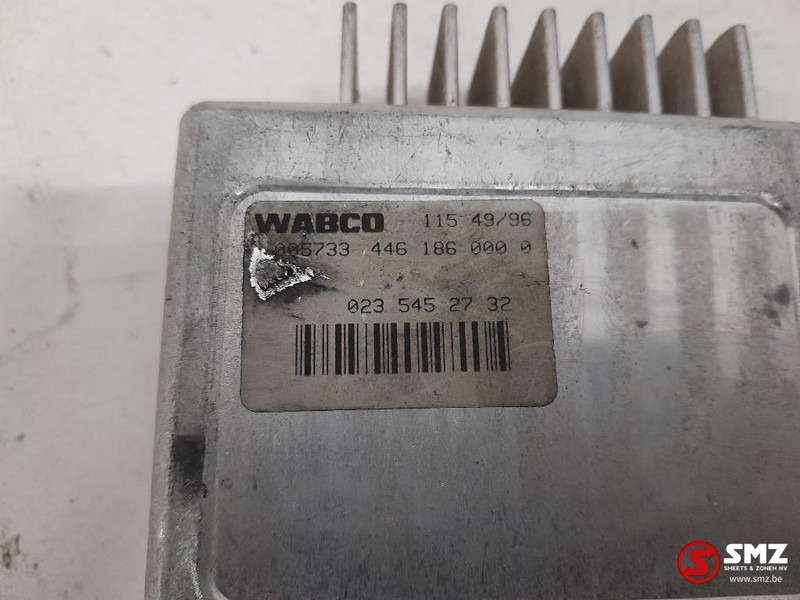 WABCO 115 49/96
005733 446 186 000 0
023 545 27 32
SMZ
SMEETS & ZONEN NV
www.smz.be